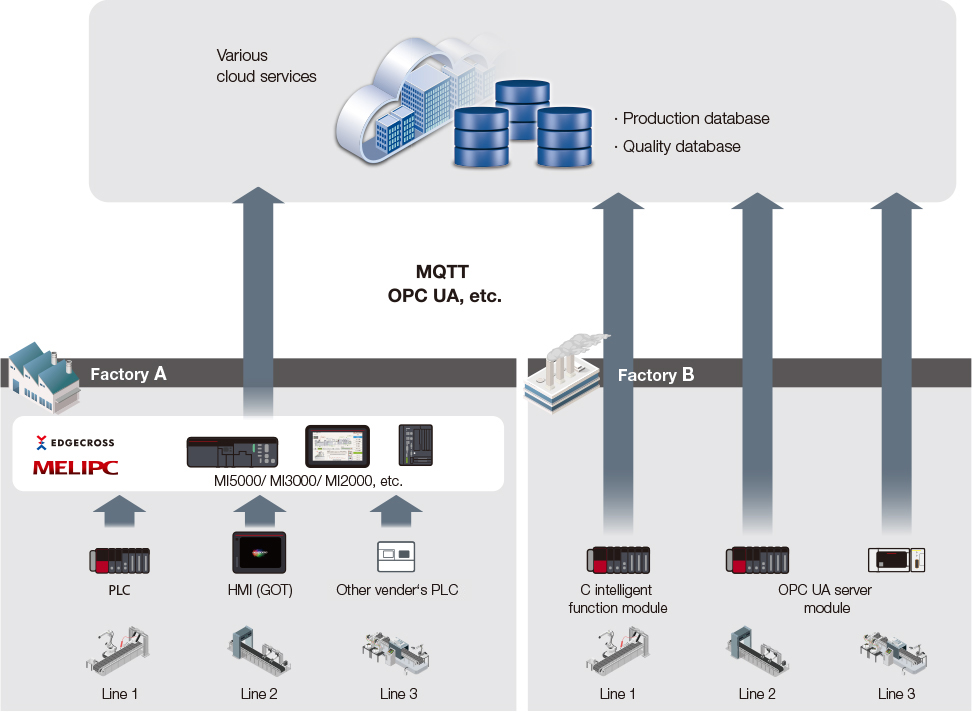 Various
cloud services
· Production database
· Quality database
MQTT
OPC UA, etc.
Factory A
Factory B
EDGECROSS
MELIPC
MI5000/ MI3000/ MI2000, etc.
PLC
HMI (GOT)
Other vender's PLC
C intelligent
function module
OPC UA server
module
Line 1
Line 2
Line 3
Line 1
Line 2
Line 3